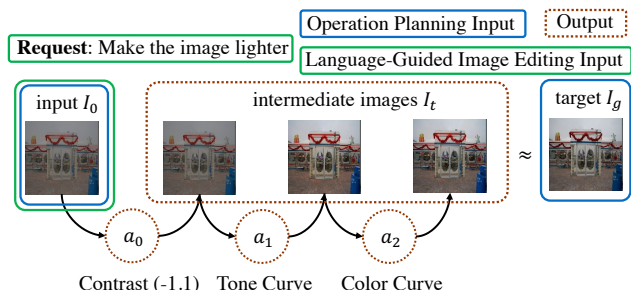 Operation Planning Input
Output
Request: Make the image lighter
Language-Guided Image Editing Input
input I₀
intermediate images Iₜ
target I_g
≈
a₀
a₁
a₂
Contrast (-1.1)
Tone Curve
Color Curve